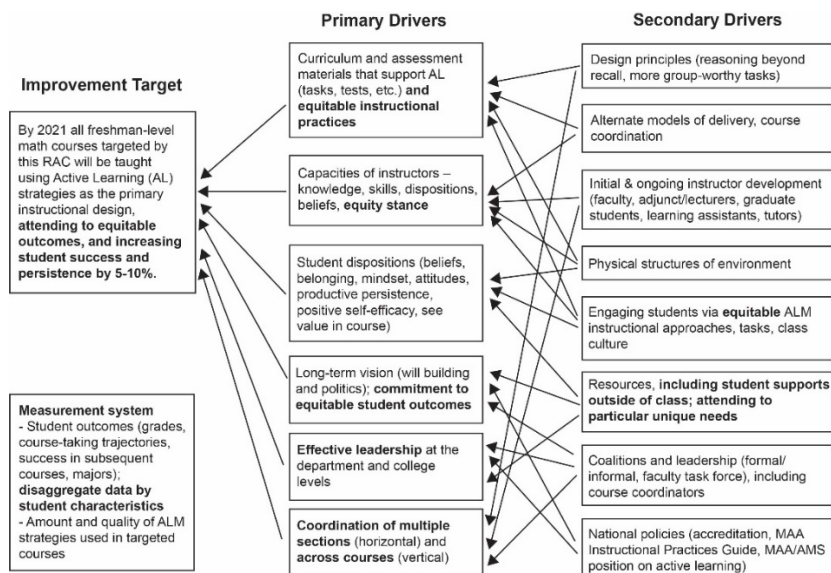 Primary Drivers
Secondary Drivers
Improvement Target
By 2021 all freshman-level
math courses targeted by
this RAC will be taught
using Active Learning (AL)
strategies as the primary
instructional design,
attending to equitable
outcomes, and increasing
student success and
persistence by 5-10%.
Measurement system
- Student outcomes (grades,
course-taking trajectories,
success in subsequent
courses, majors);
disaggregate data by
student characteristics
- Amount and quality of ALM
strategies used in targeted
courses
Curriculum and assessment
materials that support AL
(tasks, tests, etc.) and
equitable instructional
practices
Capacities of instructors –
knowledge, skills, dispositions,
beliefs, equity stance
Student dispositions (beliefs,
belonging, mindset, attitudes,
productive persistence,
positive self-efficacy, see
value in course)
Long-term vision (will building
and politics); commitment to
equitable student outcomes
Effective leadership at the
department and college
levels
Coordination of multiple
sections (horizontal) and
across courses (vertical)
Design principles (reasoning beyond
recall, more group-worthy tasks)
Alternate models of delivery, course
coordination
Initial & ongoing instructor development
(faculty, adjunct/lecturers, graduate
students, learning assistants, tutors)
Physical structures of environment
Engaging students via equitable ALM
instructional approaches, tasks, class
culture
Resources, including student supports
outside of class; attending to
particular unique needs
Coalitions and leadership (formal/
informal, faculty task force), including
course coordinators
National policies (accreditation, MAA
Instructional Practices Guide, MAA/AMS
position on active learning)